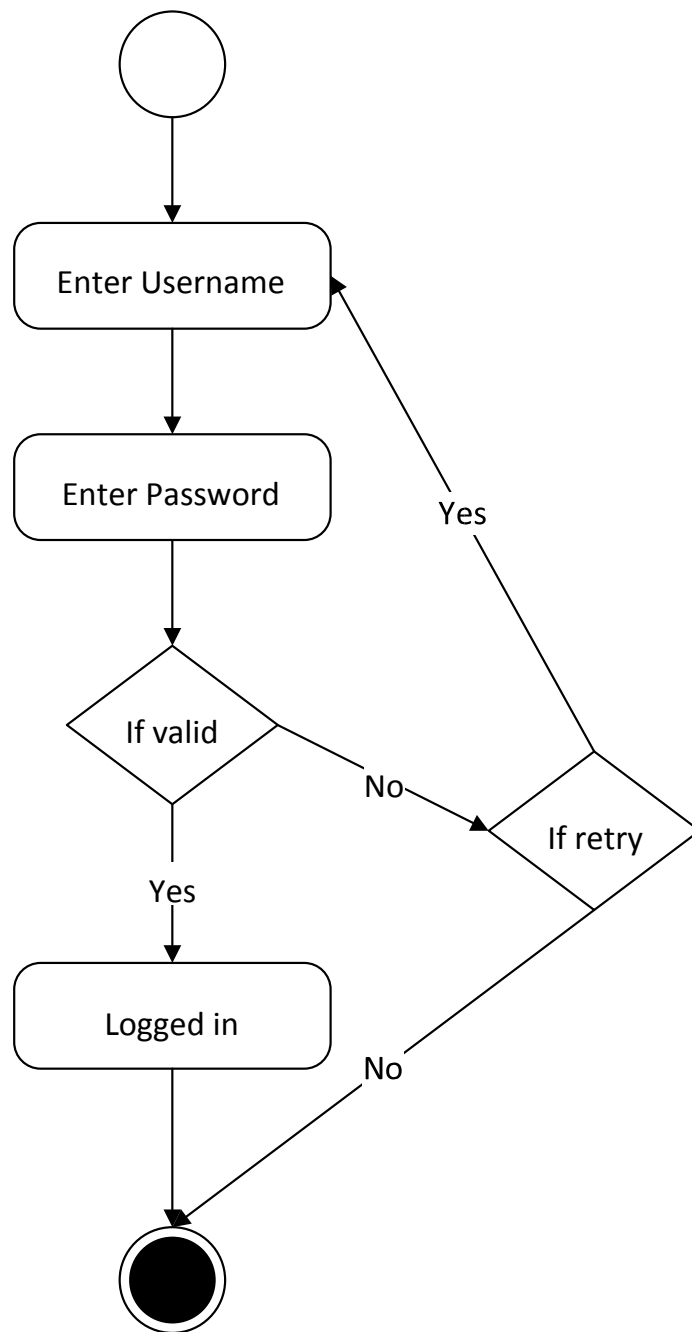 Enter Username
Enter Password
Yes
If valid
No
If retry
Yes
Logged in
No